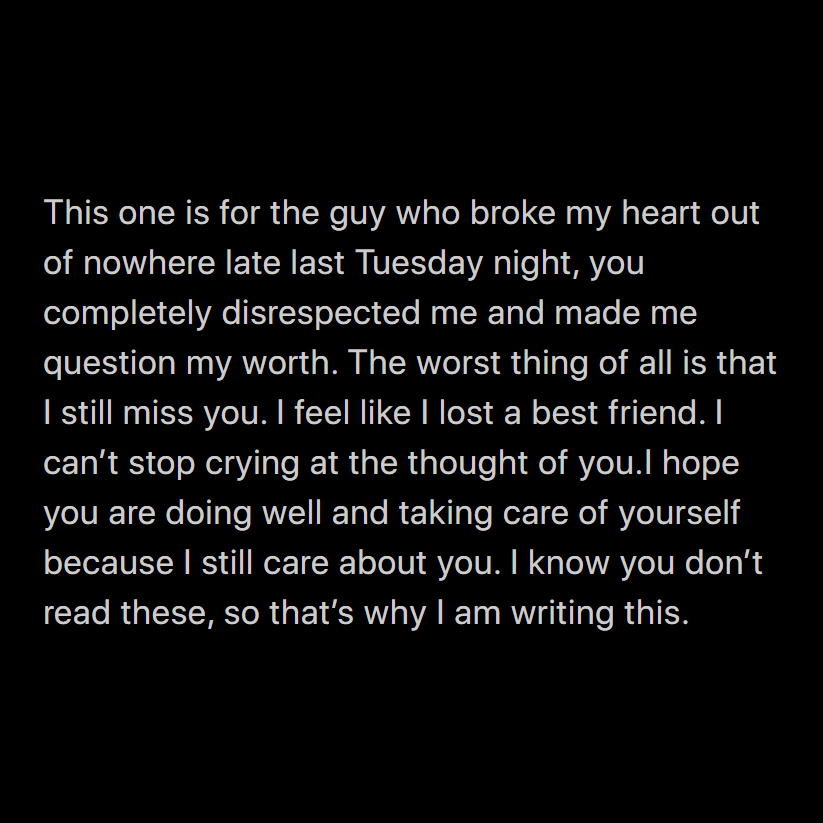 This one is for the guy who broke my heart out
of nowhere late last Tuesday night, you
completely disrespected me and made me
question my worth. The worst thing of all is that
I still miss you. I feel like I lost a best friend. I
can’t stop crying at the thought of you.I hope
you are doing well and taking care of yourself
because I still care about you. I know you don’t
read these, so that’s why I am writing this.